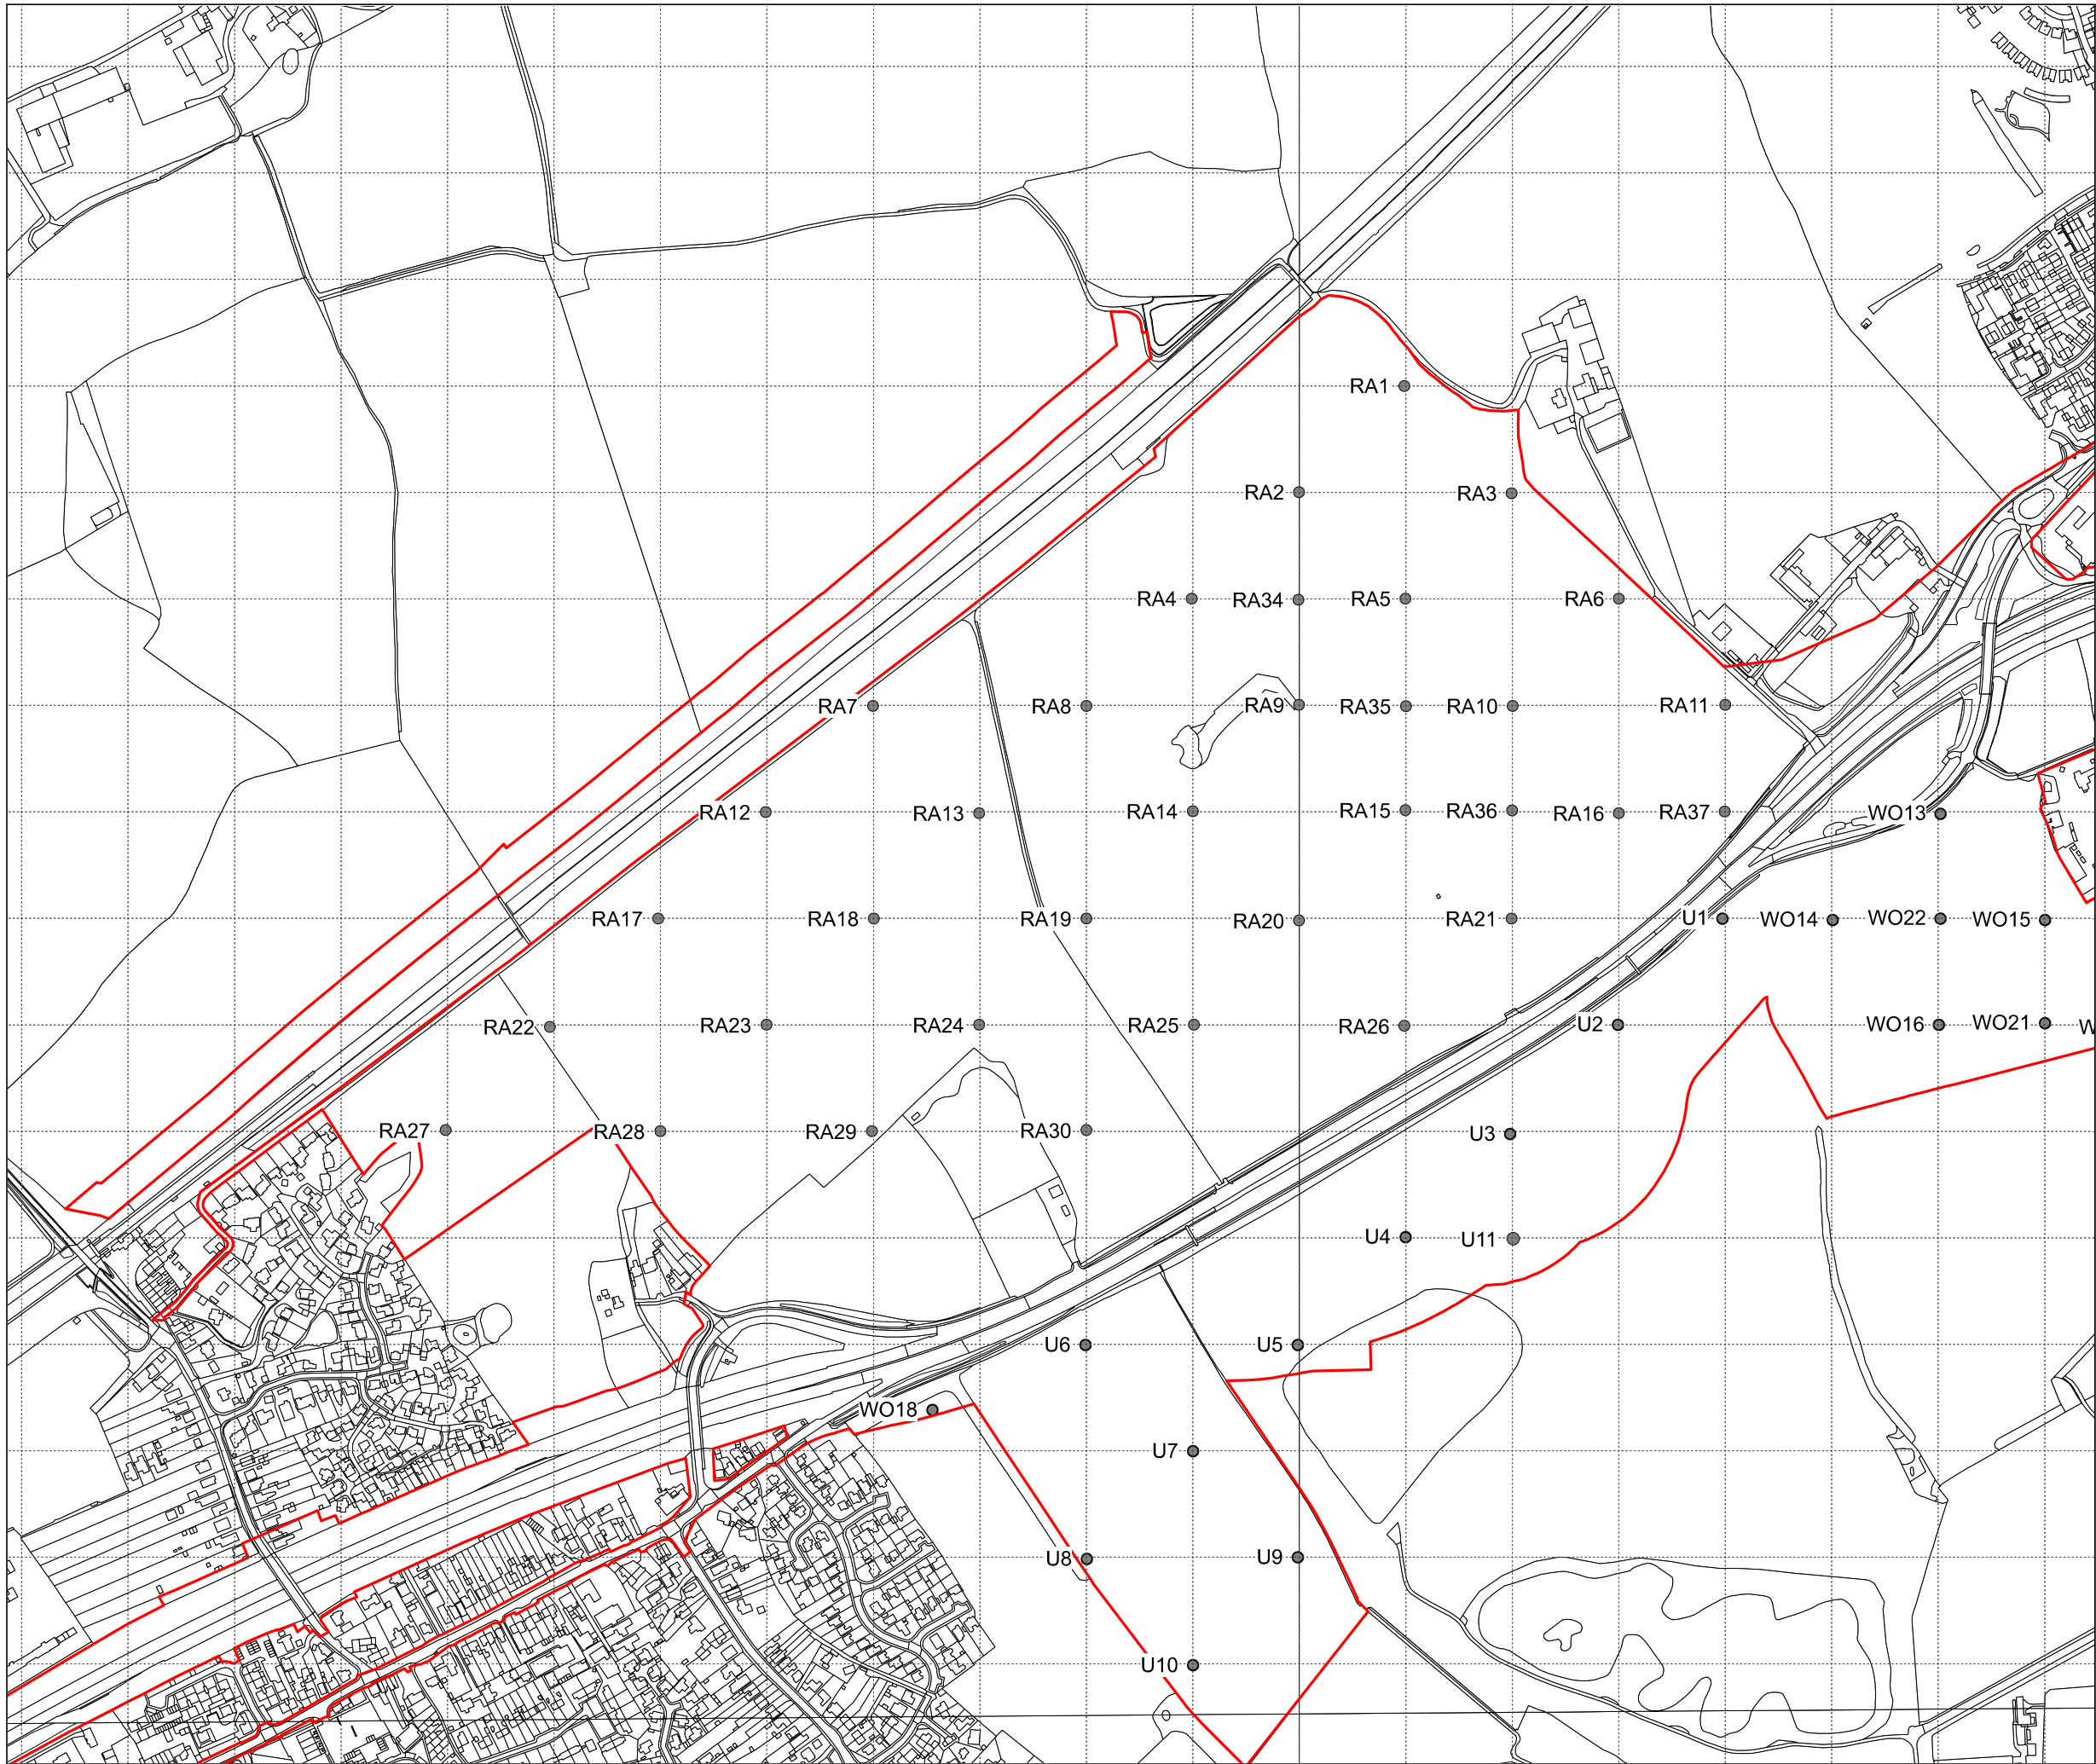 RA1
RA2 RA3
RA4 RA34 RA5 RA6
RA7 RA8 RA9 RA35 RA10 RA11
RA12 RA13 RA14 RA15 RA36 RA16 RA37 WO13
RA17 RA18 RA19 RA20 RA21 U1 WO14 WO22 WO15
RA22 RA23 RA24 RA25 RA26 U2 WO16 WO21 W
RA27 RA28 RA29 RA30 U3
U4 U11
U6 U5
WO18
U7
U8 U9
U10